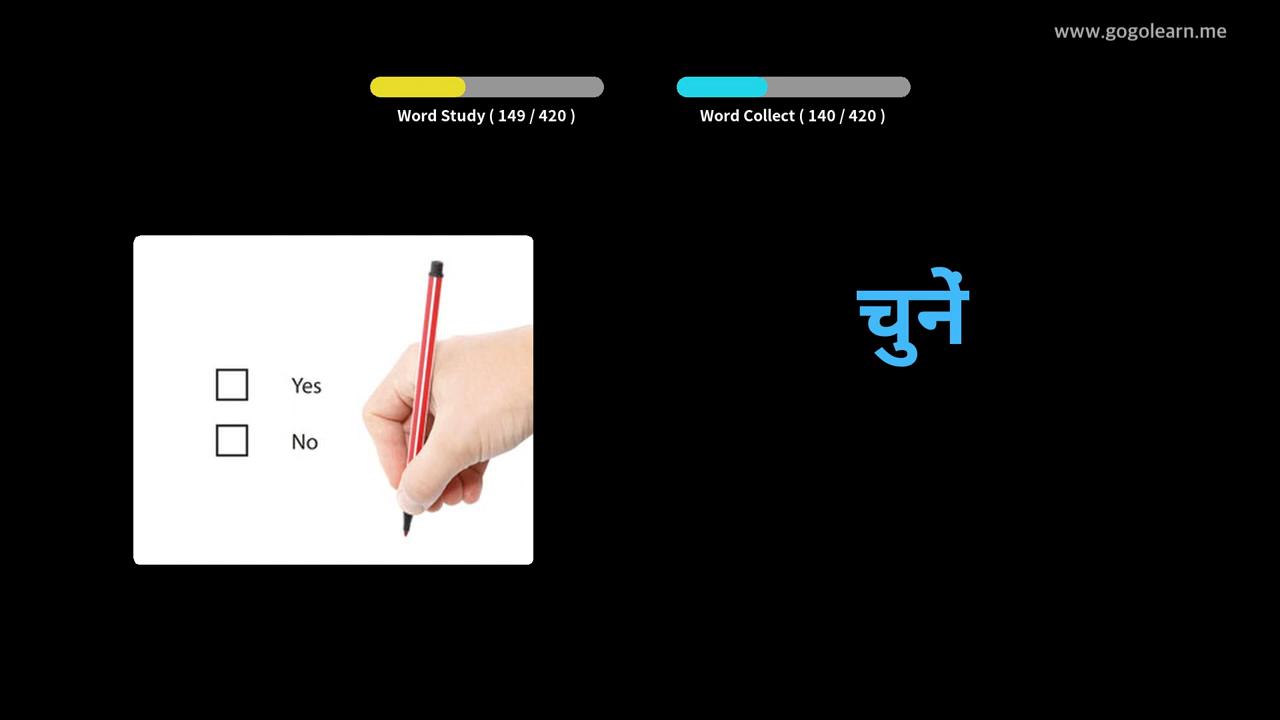 www.gogolearn.me
Word Study ( 149 / 420 )
Word Collect ( 140 / 420 )
चुनें
Yes
No